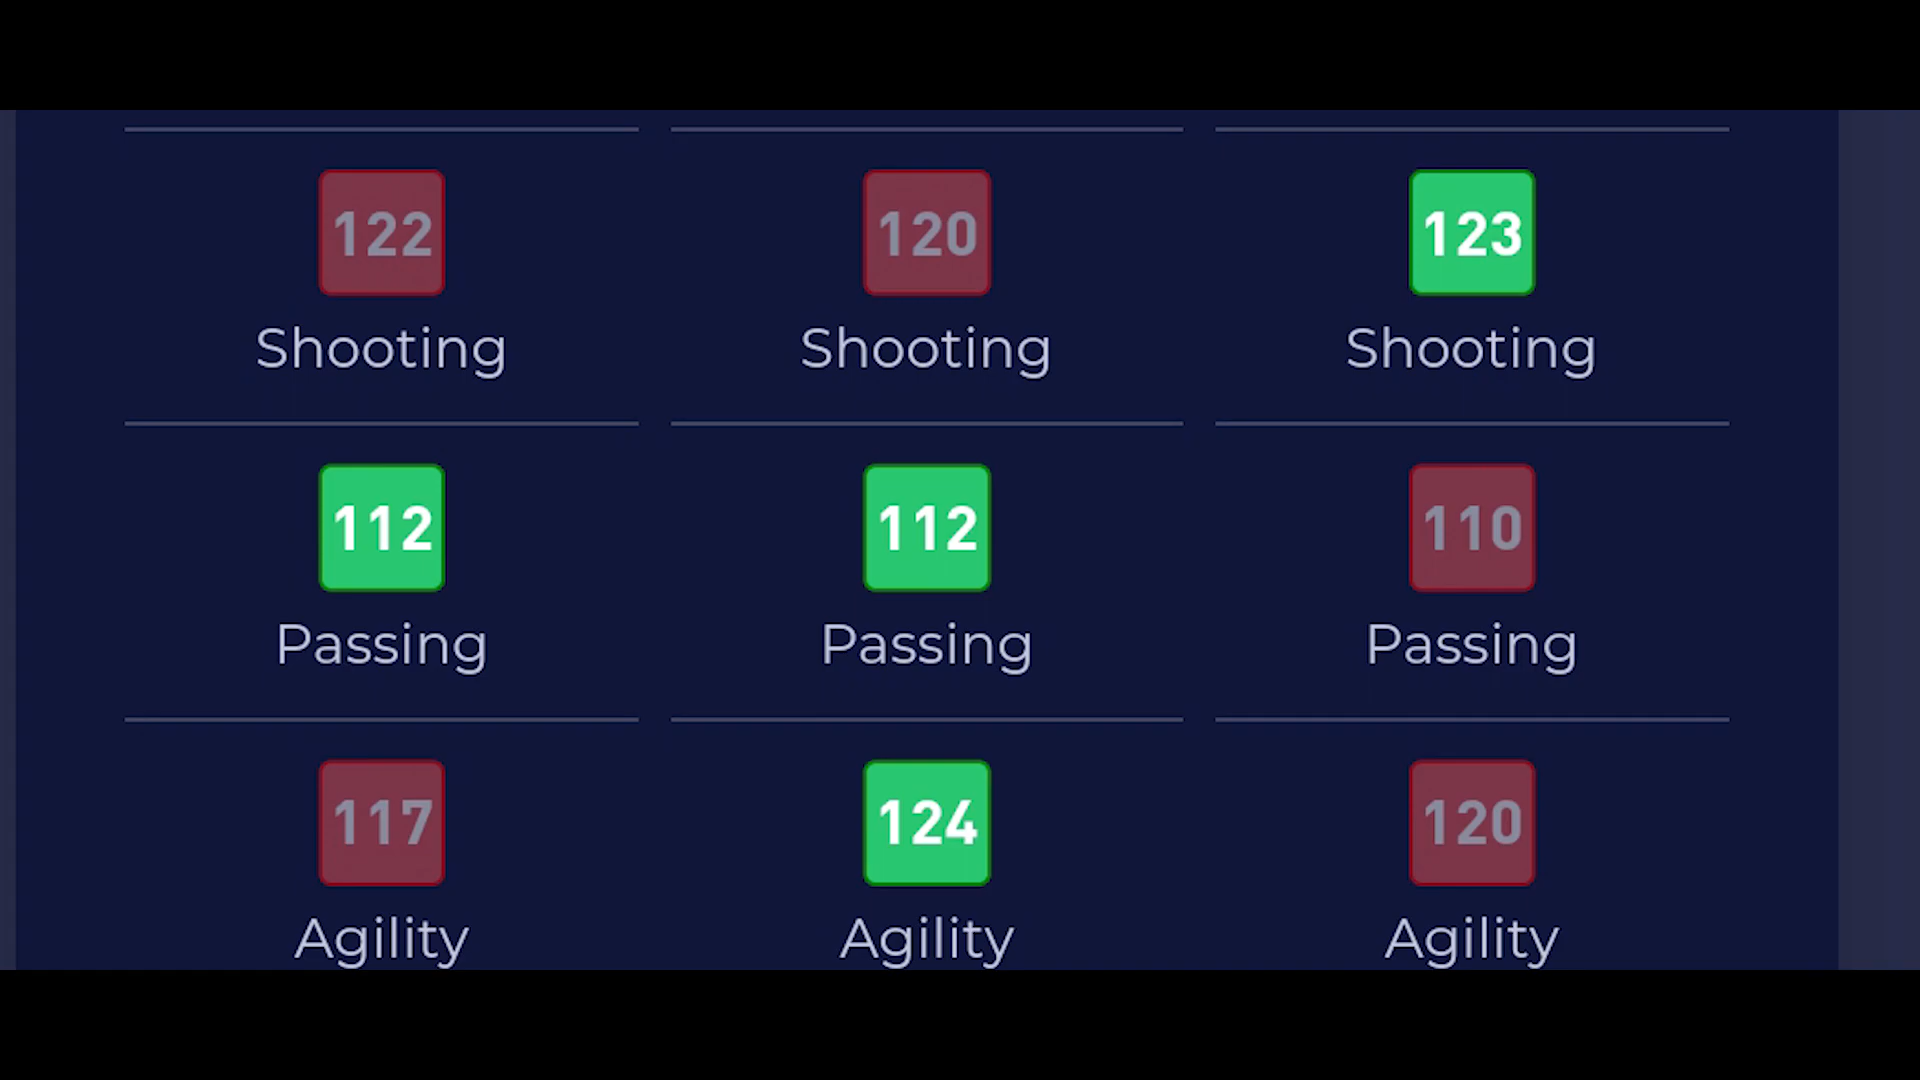 122 120 123
Shooting Shooting Shooting
112 112 110
Passing Passing Passing
117 124 120
Agility Agility Agility